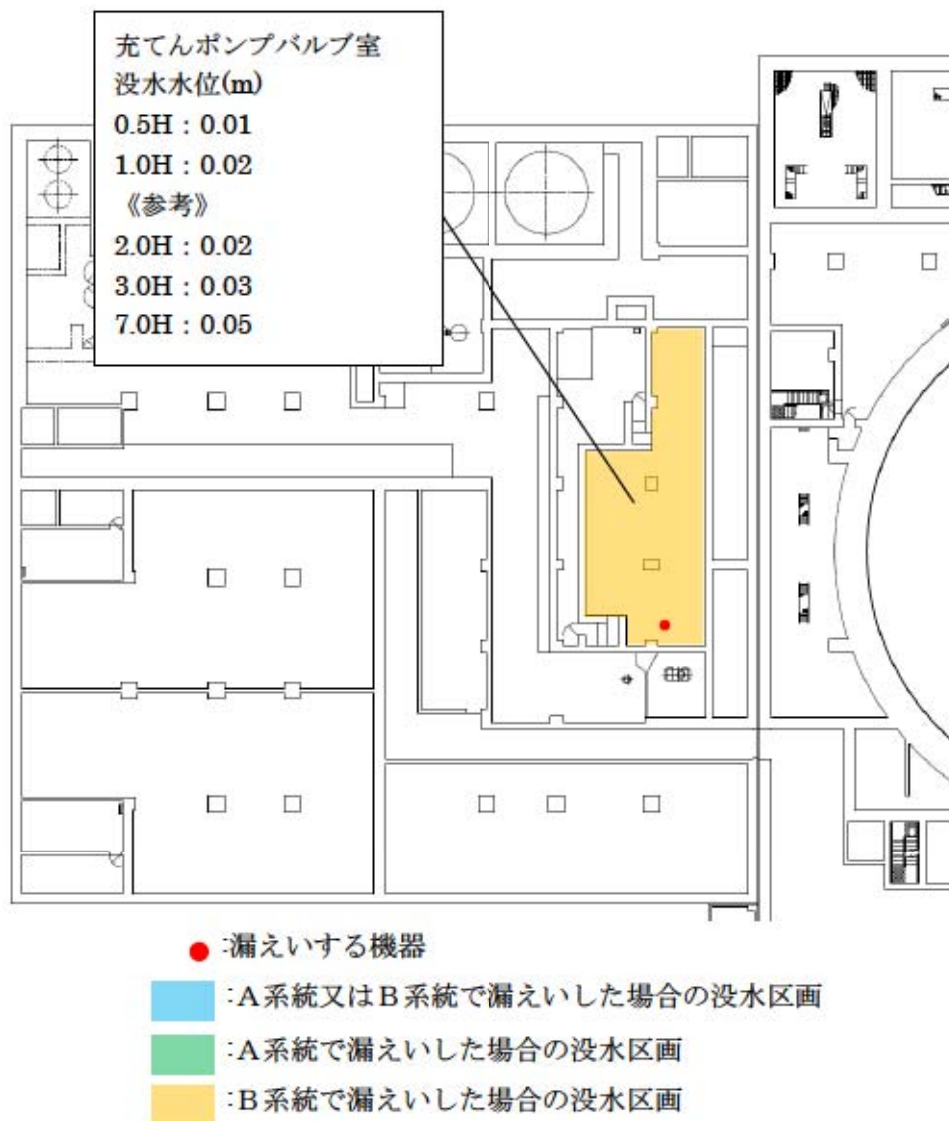 充てんポンプバルブ室
没水水位(m)
0.5H：0.01
1.0H：0.02
《参考》
2.0H：0.02
3.0H：0.03
7.0H：0.05
:漏えいする機器
:A系統又はB系統で漏えいした場合の没水区画
:A系統で漏えいした場合の没水区画
:B系統で漏えいした場合の没水区画